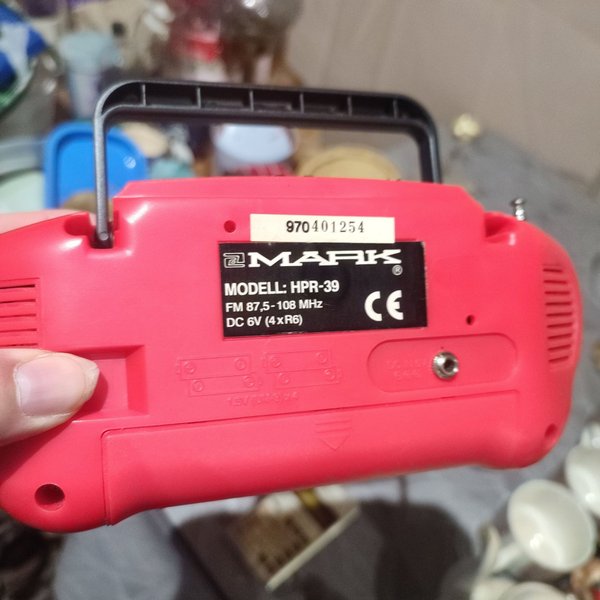 970401254
MARK
®
MODELL: HPR-39
FM 87,5-108 MHz
DC 6V (4xR6)
CE